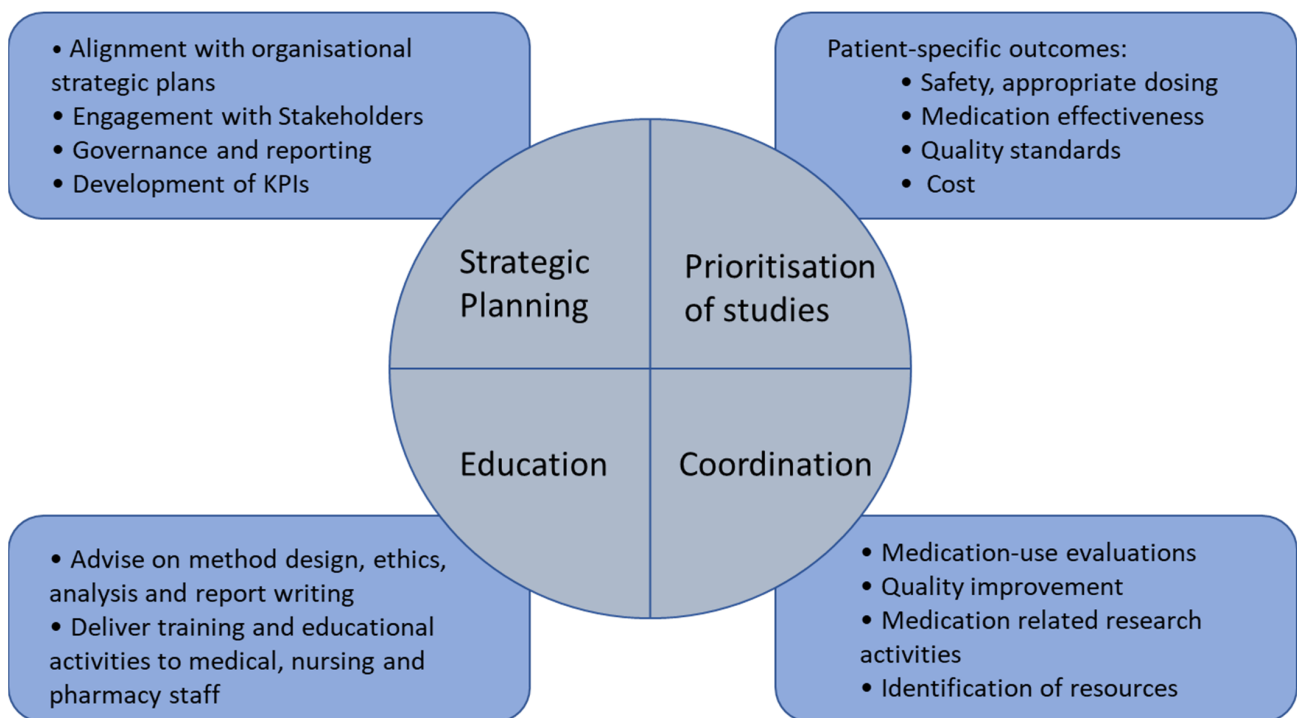 • Alignment with organisational
strategic plans
• Engagement with Stakeholders
• Governance and reporting
• Development of KPIs
Patient-specific outcomes:
• Safety, appropriate dosing
• Medication effectiveness
• Quality standards
• Cost
Strategic
Planning
Prioritisation
of studies
Education
Coordination
• Advise on method design, ethics,
analysis and report writing
• Deliver training and educational
activities to medical, nursing and
pharmacy staff
• Medication-use evaluations
• Quality improvement
• Medication related research
activities
• Identification of resources